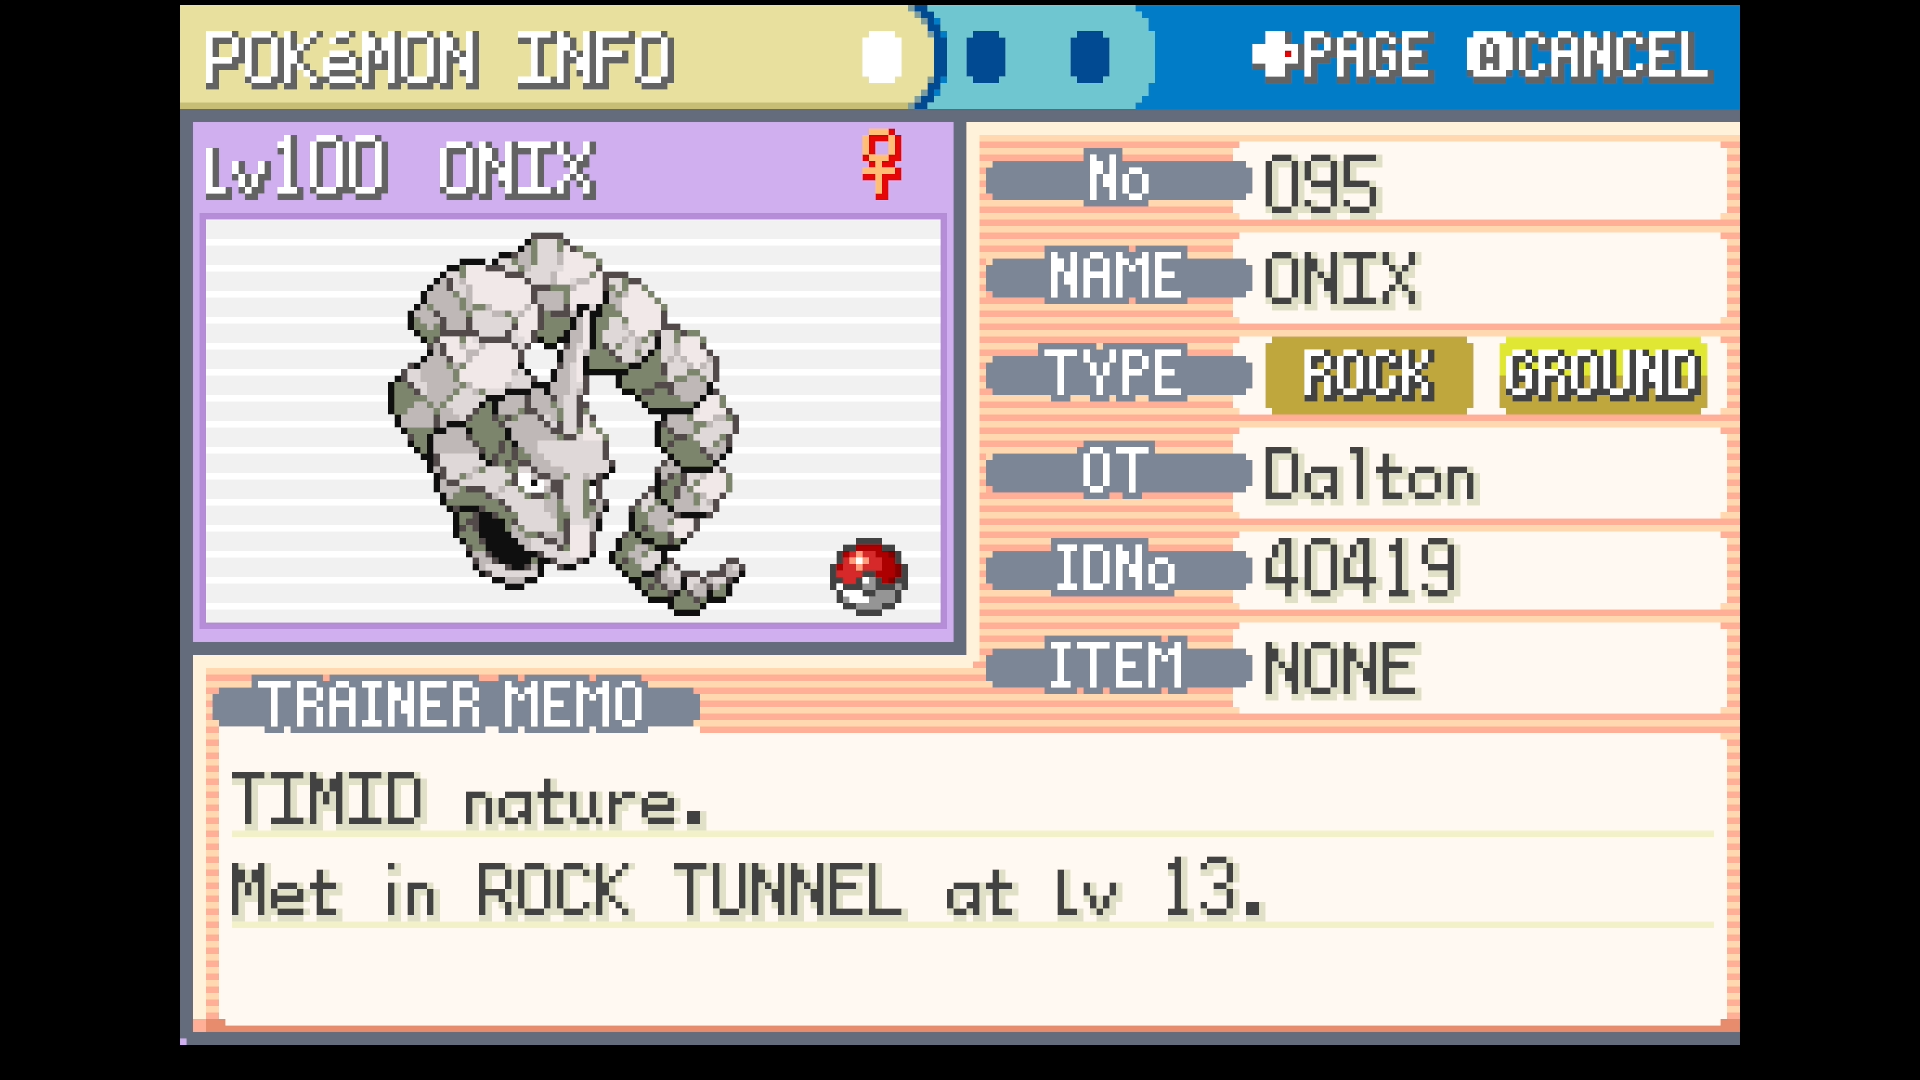 POKéMON INFO
PAGE A CANCEL
Lv100 ONIX ♀
No 095
NAME ONIX
TYPE ROCK GROUND
OT Dalton
IDNo 40419
ITEM NONE
TRAINER MEMO
TIMID nature.
Met in ROCK TUNNEL at Lv 13.